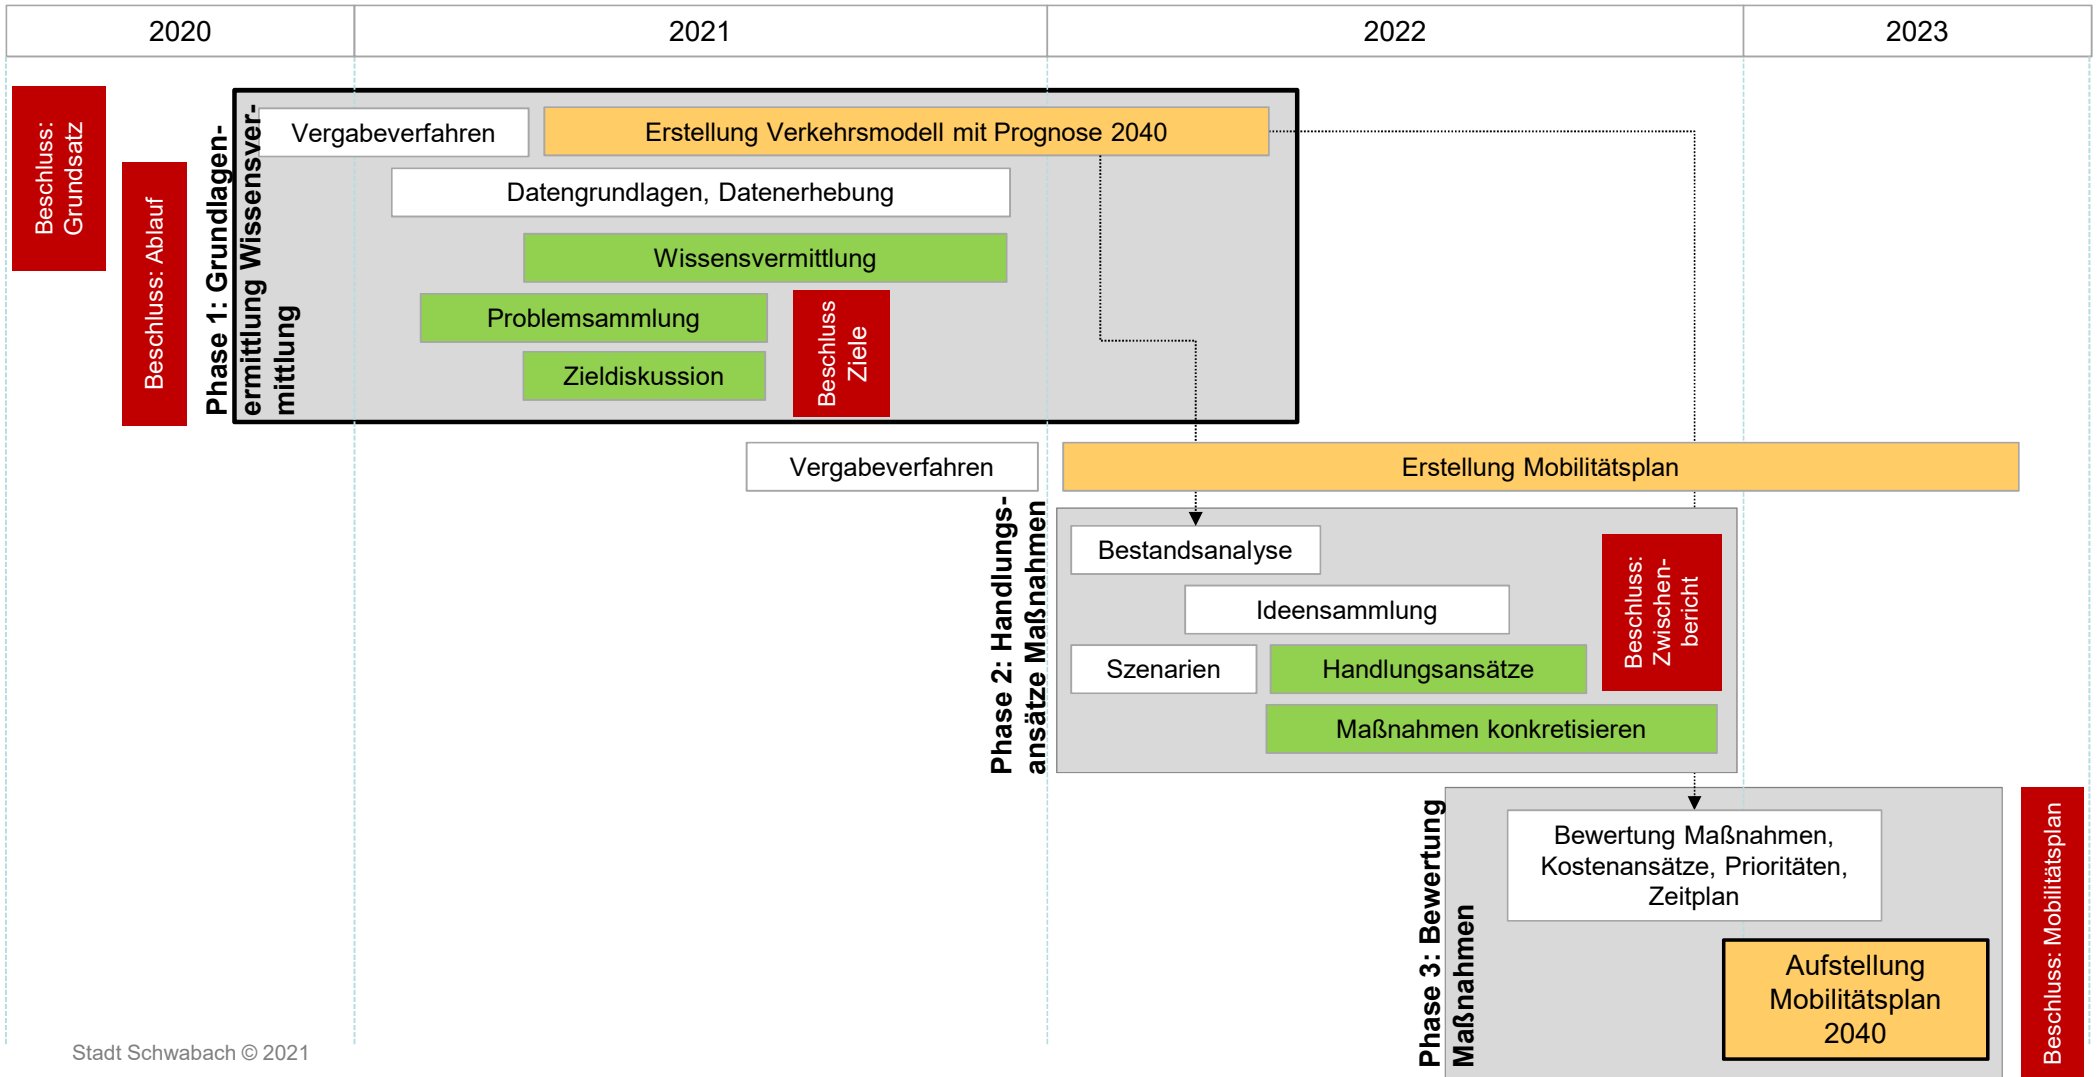 2020
2021
2022
2023
Beschluss:
Grundsatz
Beschluss: Ablauf
Phase 1: Grundlagen-
ermittlung Wissensver-
mittlung
Vergabeverfahren
Erstellung Verkehrsmodell mit Prognose 2040
Datengrundlagen, Datenerhebung
Wissensvermittlung
Problemsammlung
Zieldiskussion
Beschluss
Ziele
Vergabeverfahren
Erstellung Mobilitätsplan
Phase 2: Handlungs-
ansätze Maßnahmen
Bestandsanalyse
Ideensammlung
Szenarien
Handlungsansätze
Maßnahmen konkretisieren
Beschluss:
Zwischen-
bericht
Phase 3: Bewertung
Maßnahmen
Bewertung Maßnahmen,
Kostenansätze, Prioritäten,
Zeitplan
Aufstellung
Mobilitätsplan
2040
Beschluss: Mobilitätsplan
Stadt Schwabach © 2021